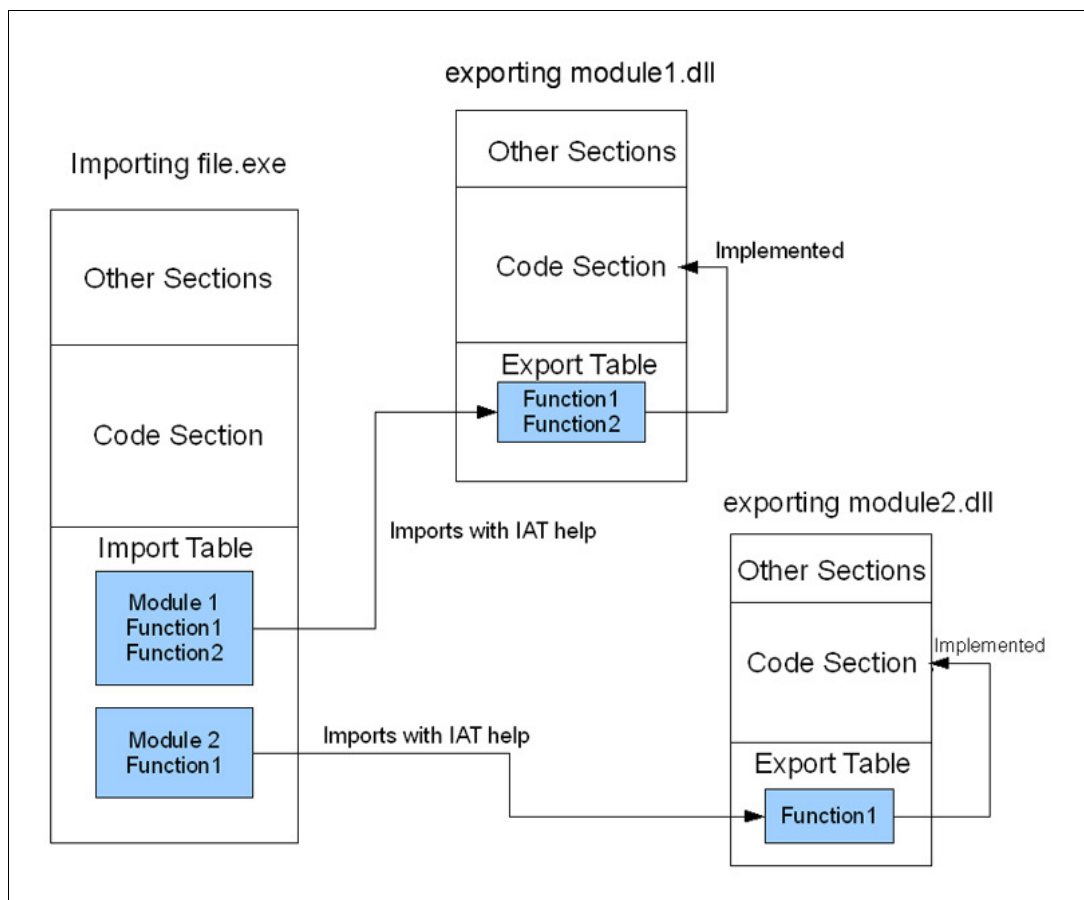 Importing file.exe
Other Sections
Code Section
Import Table
Module 1
Function1
Function2
Module 2
Function1
Imports with IAT help
Imports with IAT help
exporting module1.dll
Other Sections
Code Section
Implemented
Export Table
Function1
Function2
exporting module2.dll
Other Sections
Code Section
Implemented
Export Table
Function1